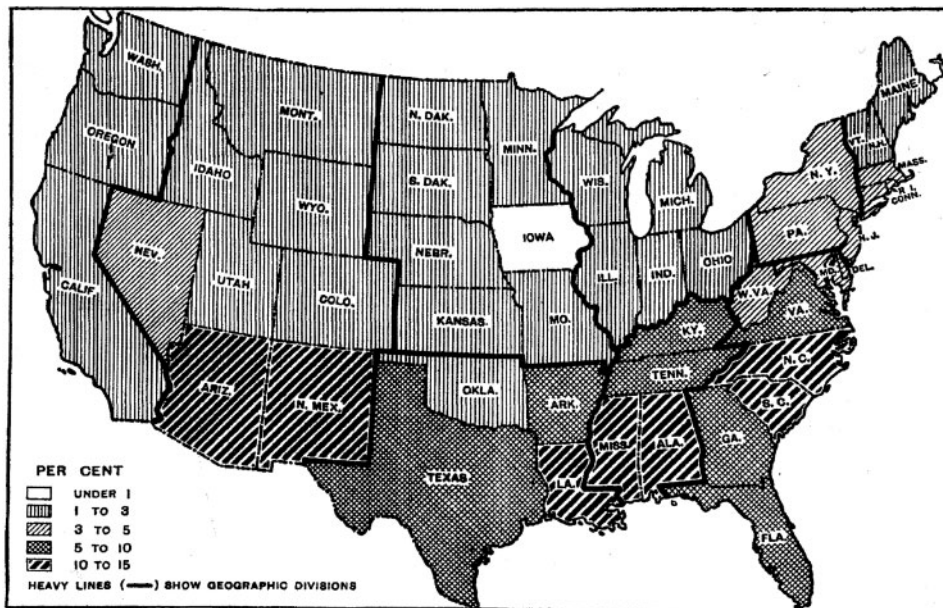 WASH.
MONT.
N. DAK.
MINN.
MAINE
OREGON
IDAHO
S. DAK.
WIS.
MICH.
VT.
N.H.
N.Y.
MASS.
R.I.
CONN.
WYO.
NEV.
NEBR.
IOWA
PA.
N.J.
CALIF.
UTAH
COLO.
KANSAS.
MO.
ILL.
IND.
OHIO
W.VA.
MD.
DEL.
VA.
KY.
ARIZ.
N. MEX.
OKLA.
ARK.
TENN.
N.C.
S.C.
TEXAS
LA.
MISS.
ALA.
GA.
FLA.
PER CENT
UNDER 1
1 TO 3
3 TO 5
5 TO 10
10 TO 15
HEAVY LINES (—) SHOW GEOGRAPHIC DIVISIONS